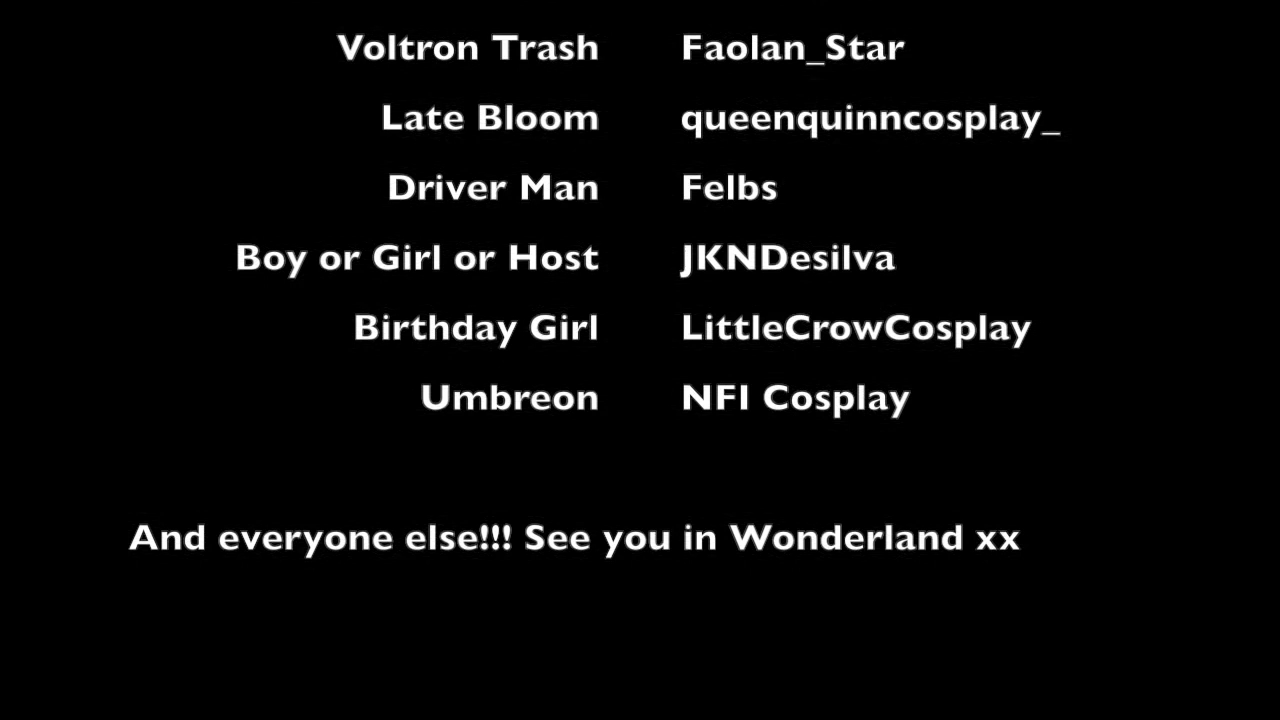 Voltron Trash Faolan_Star
Late Bloom queenquinncosplay_
Driver Man Felbs
Boy or Girl or Host JKNDesilva
Birthday Girl LittleCrowCosplay
Umbreon NFI Cosplay
And everyone else!!! See you in Wonderland xx